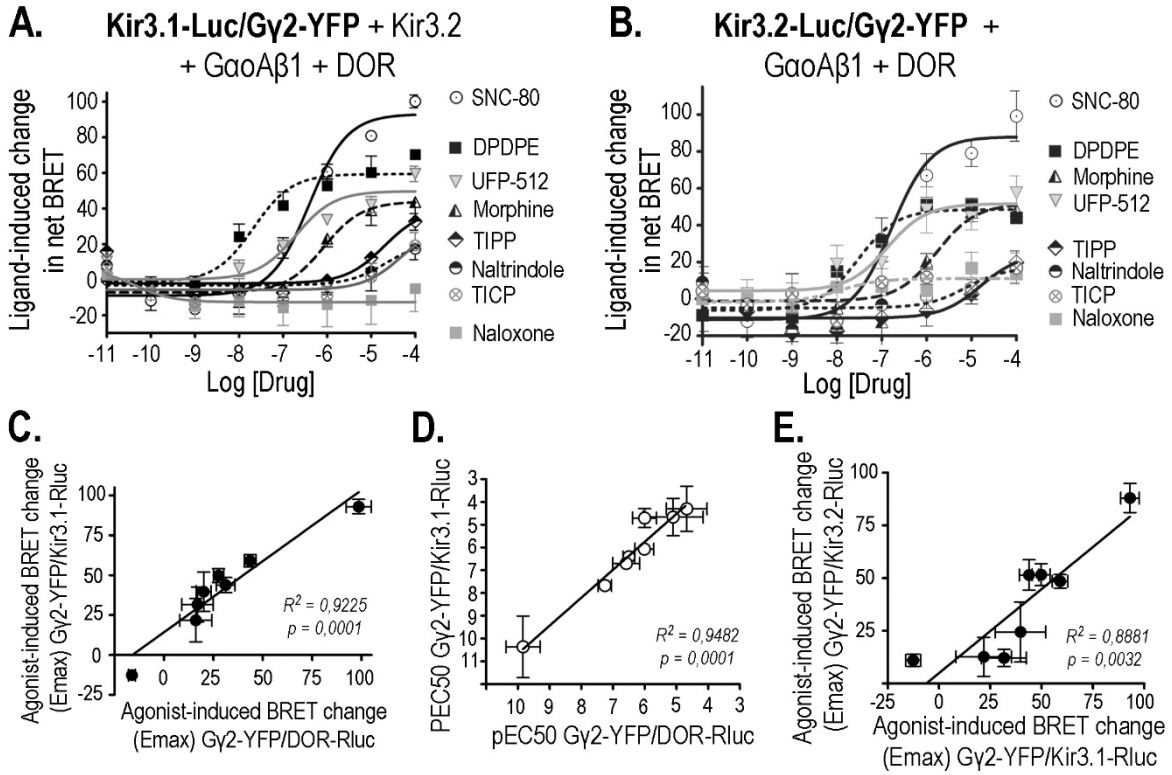 A.
Kir3.1-Luc/Gγ2-YFP + Kir3.2
+ GαoAβ1 + DOR
Ligand-induced change
in net BRET
100
80
60
40
20
0
-20
-11 -10 -9 -8 -7 -6 -5 -4
Log [Drug]
SNC-80
DPDPE
UFP-512
Morphine
TIPP
Naltrindole
TICP
Naloxone
B.
Kir3.2-Luc/Gγ2-YFP +
GαoAβ1 + DOR
Ligand-induced change
in net BRET
100
80
60
40
20
0
-20
-11 -10 -9 -8 -7 -6 -5 -4
Log [Drug]
SNC-80
DPDPE
Morphine
UFP-512
TIPP
Naltrindole
TICP
Naloxone
C.
Agonist-induced BRET change
(Emax) Gγ2-YFP/Kir3.1-Rluc
100
75
50
25
0
-25
0 25 50 75 100
R² = 0,9225
p = 0,0001
Agonist-induced BRET change
(Emax) Gγ2-YFP/DOR-Rluc
D.
PEC50 Gγ2-YFP/Kir3.1-Rluc
3
4
5
6
7
8
9
10
11
10 9 8 7 6 5 4 3
R² = 0,9482
p = 0,0001
pEC50 Gγ2-YFP/DOR-Rluc
E.
Agonist-induced BRET change
(Emax) Gγ2-YFP/Kir3.2-Rluc
100
75
50
25
-25 0 25 50 75 100
R² = 0,8881
p = 0,0032
Agonist-induced BRET change
(Emax) Gγ2-YFP/Kir3.1-Rluc